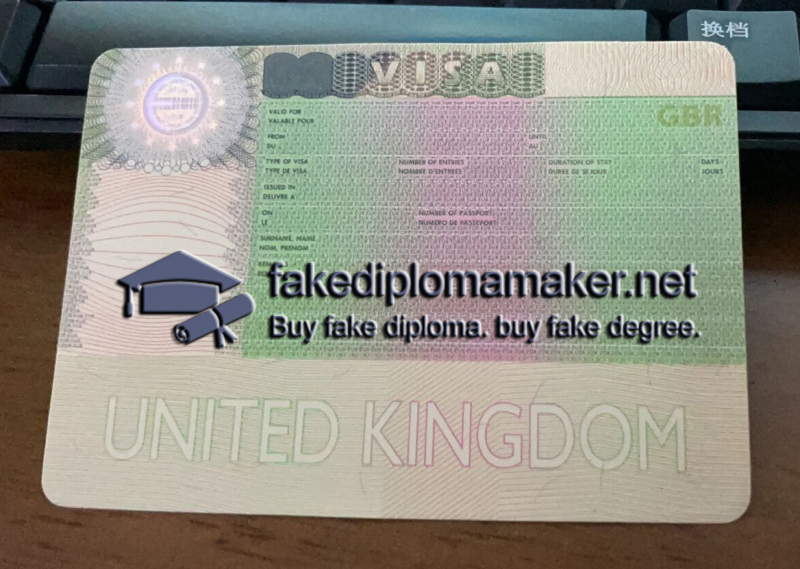 换档
VISA
VALID FOR
VALABLE POUR
GBR
FROM UNTIL
DU AU
TYPE OF VISA NUMBER OF ENTRIES DURATION OF STAY DAYS
TYPE DE VISA NOMBRE D'ENTREES DUREE DE SEJOUR JOURS
ISSUED IN
DELIVRE A
ON NUMBER OF PASSPORT
LE NUMERO DE PASSEPORT
SURNAME, NAME
NOM, PRENOM
fakediplomamaker.net
Buy fake diploma. buy fake degree.
UNITED KINGDOM